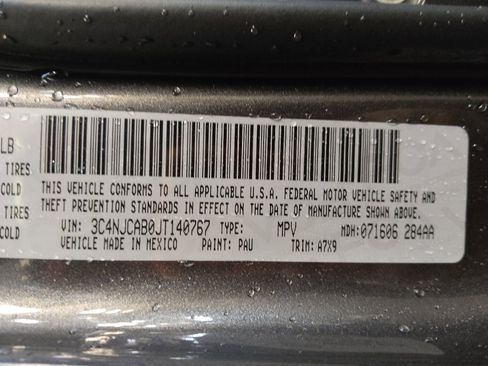 LB
TIRES
COLD
TIRES
COLD
THIS VEHICLE CONFORMS TO ALL APPLICABLE U.S.A. FEDERAL MOTOR VEHICLE SAFETY AND
THEFT PREVENTION STANDARDS IN EFFECT ON THE DATE OF MANUFACTURE SHOWN ABOVE.
VIN: 3C4NJCAB0JT140767 TYPE: MPV MDH:071606 284AA
VEHICLE MADE IN MEXICO PAINT: PAU TRIM: A7X9